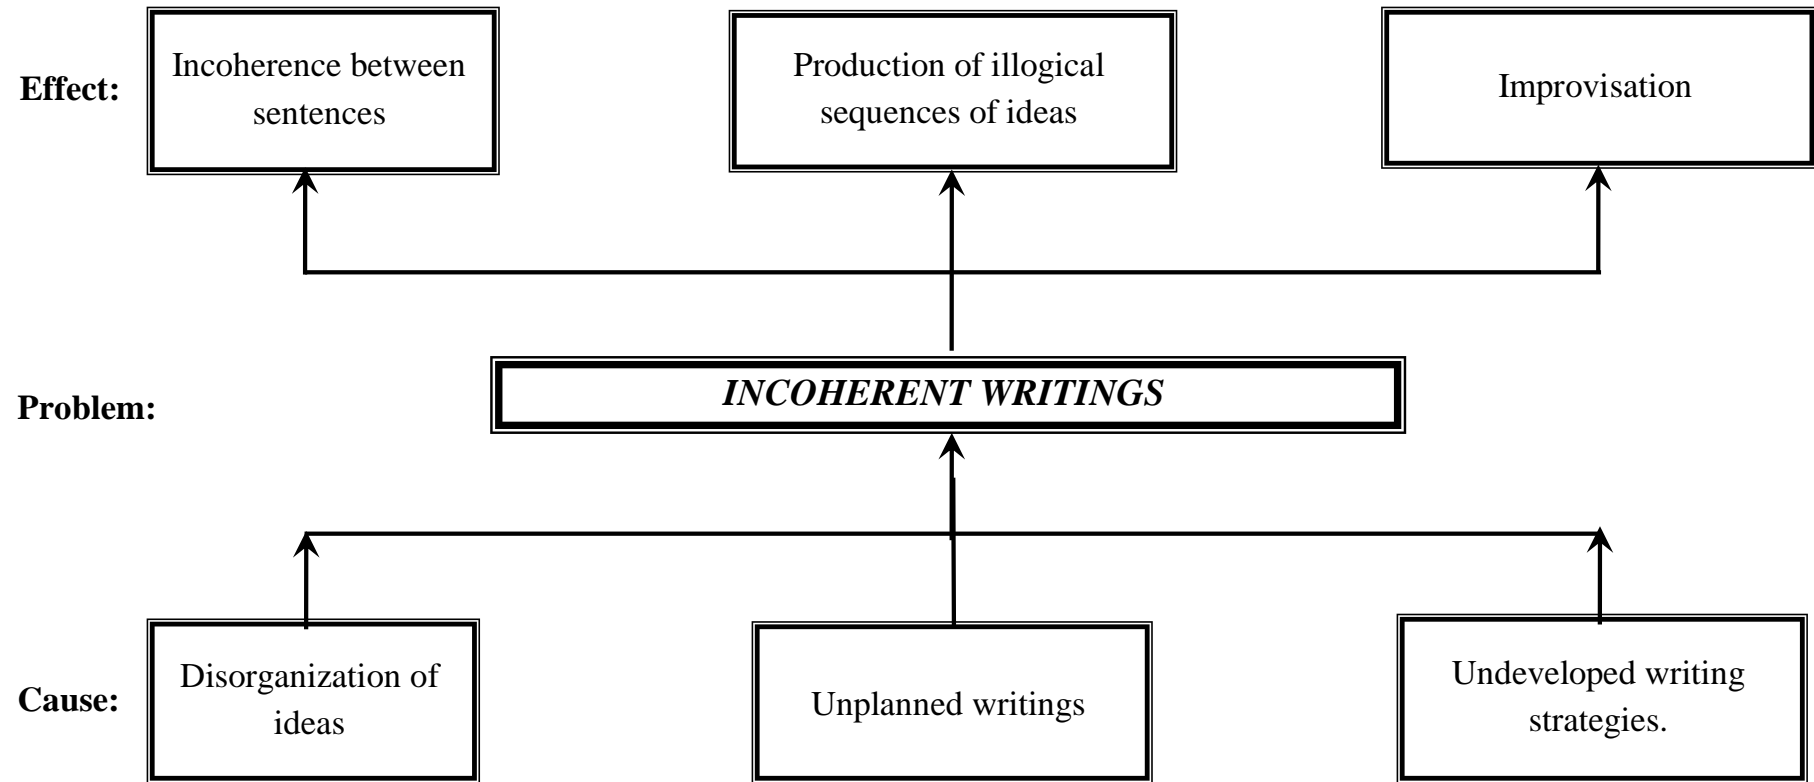 Effect:
Incoherence between
sentences
Production of illogical
sequences of ideas
Improvisation
Problem:
INCOHERENT WRITINGS
Cause:
Disorganization of
ideas
Unplanned writings
Undeveloped writing
strategies.